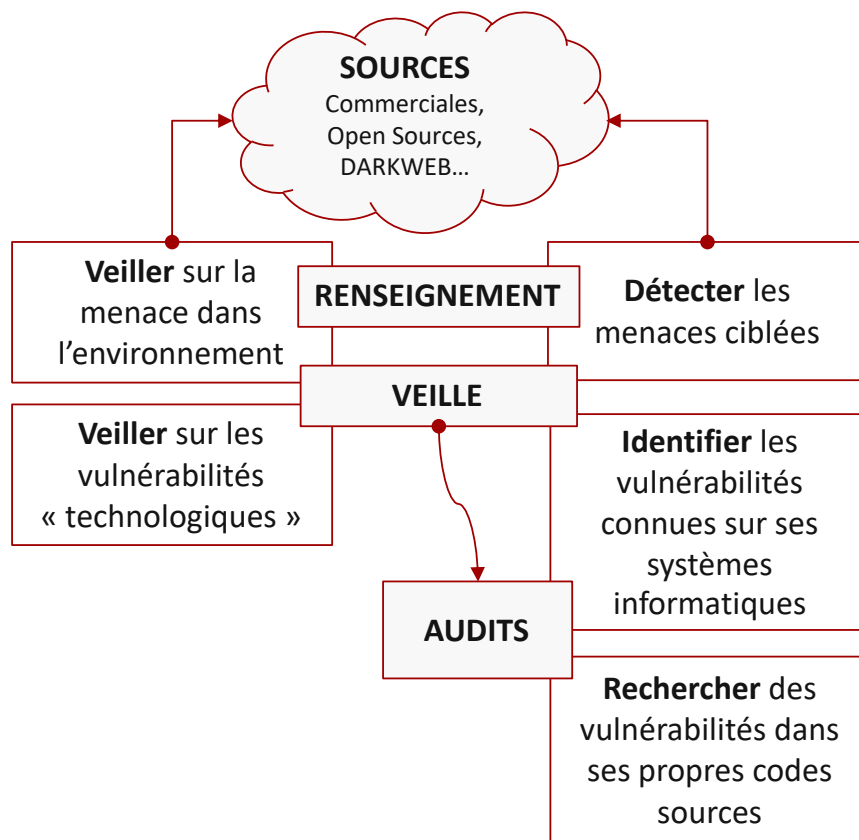 SOURCES
Commerciales,
Open Sources,
DARKWEB…
Veiller sur la
menace dans
l’environnement
RENSEIGNEMENT
Détecter les
menaces ciblées
VEILLE
Veiller sur les
vulnérabilités
« technologiques »
Identifier les
vulnérabilités
connues sur ses
systèmes
informatiques
AUDITS
Rechercher des
vulnérabilités dans
ses propres codes
sources